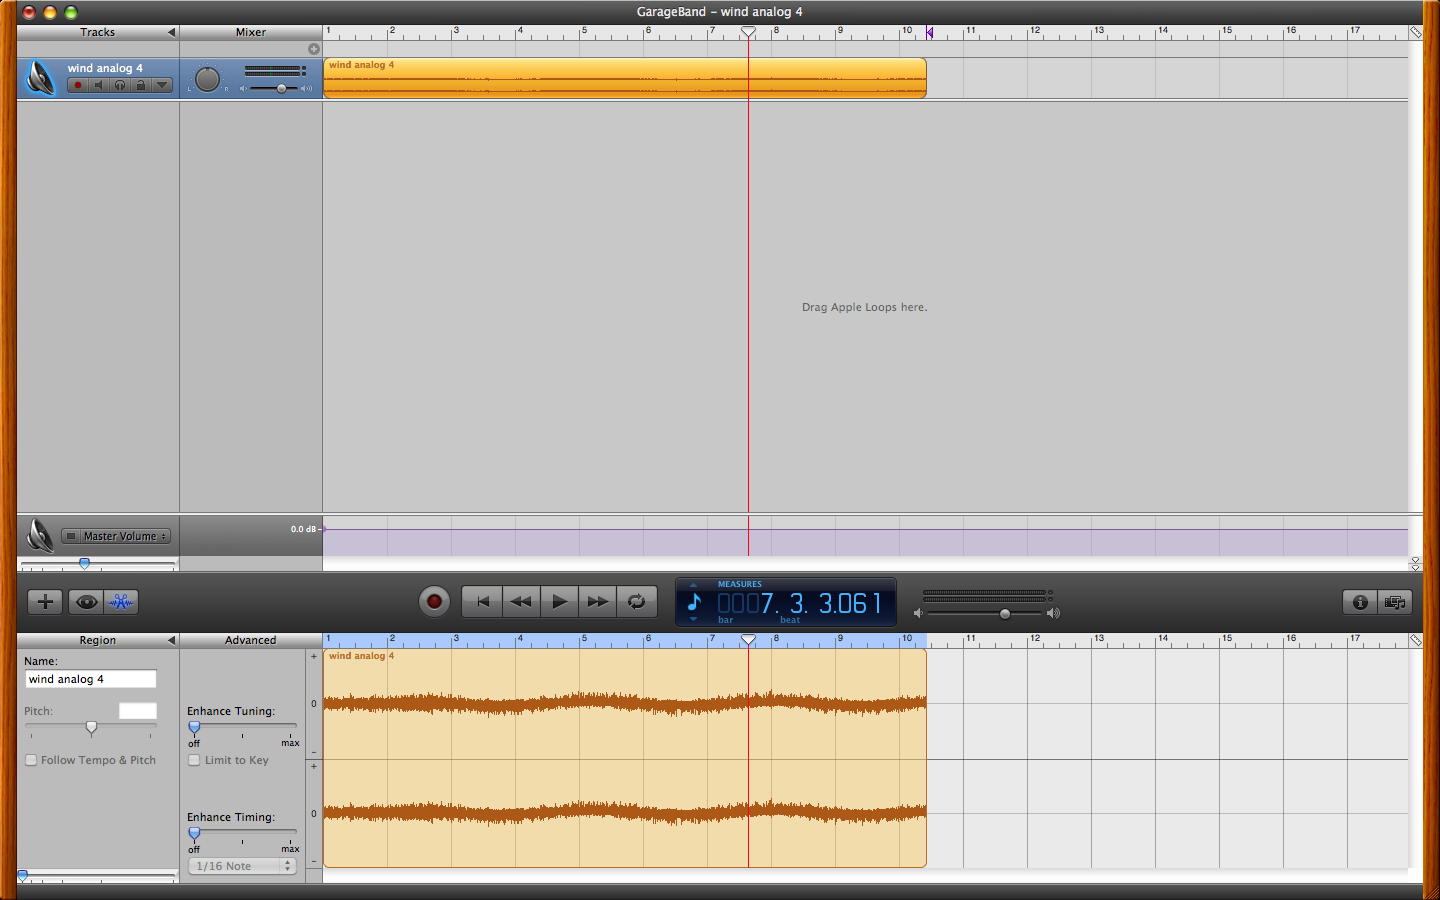 GarageBand – wind analog 4
Tracks
Mixer
1 2 3 4 5 6 7 8 9 10 11 12 13 14 15 16 17
wind analog 4
L R
wind analog 4
Drag Apple Loops here.
Master Volume
0.0 dB
MEASURES
0007. 3. 3.061
bar beat
Region
Advanced
1 2 3 4 5 6 7 8 9 10 11 12 13 14 15 16 17
Name:
wind analog 4
Pitch:
Follow Tempo & Pitch
Enhance Tuning:
off max
Limit to Key
Enhance Timing:
off max
1/16 Note
+
0
–
+
0
–
wind analog 4